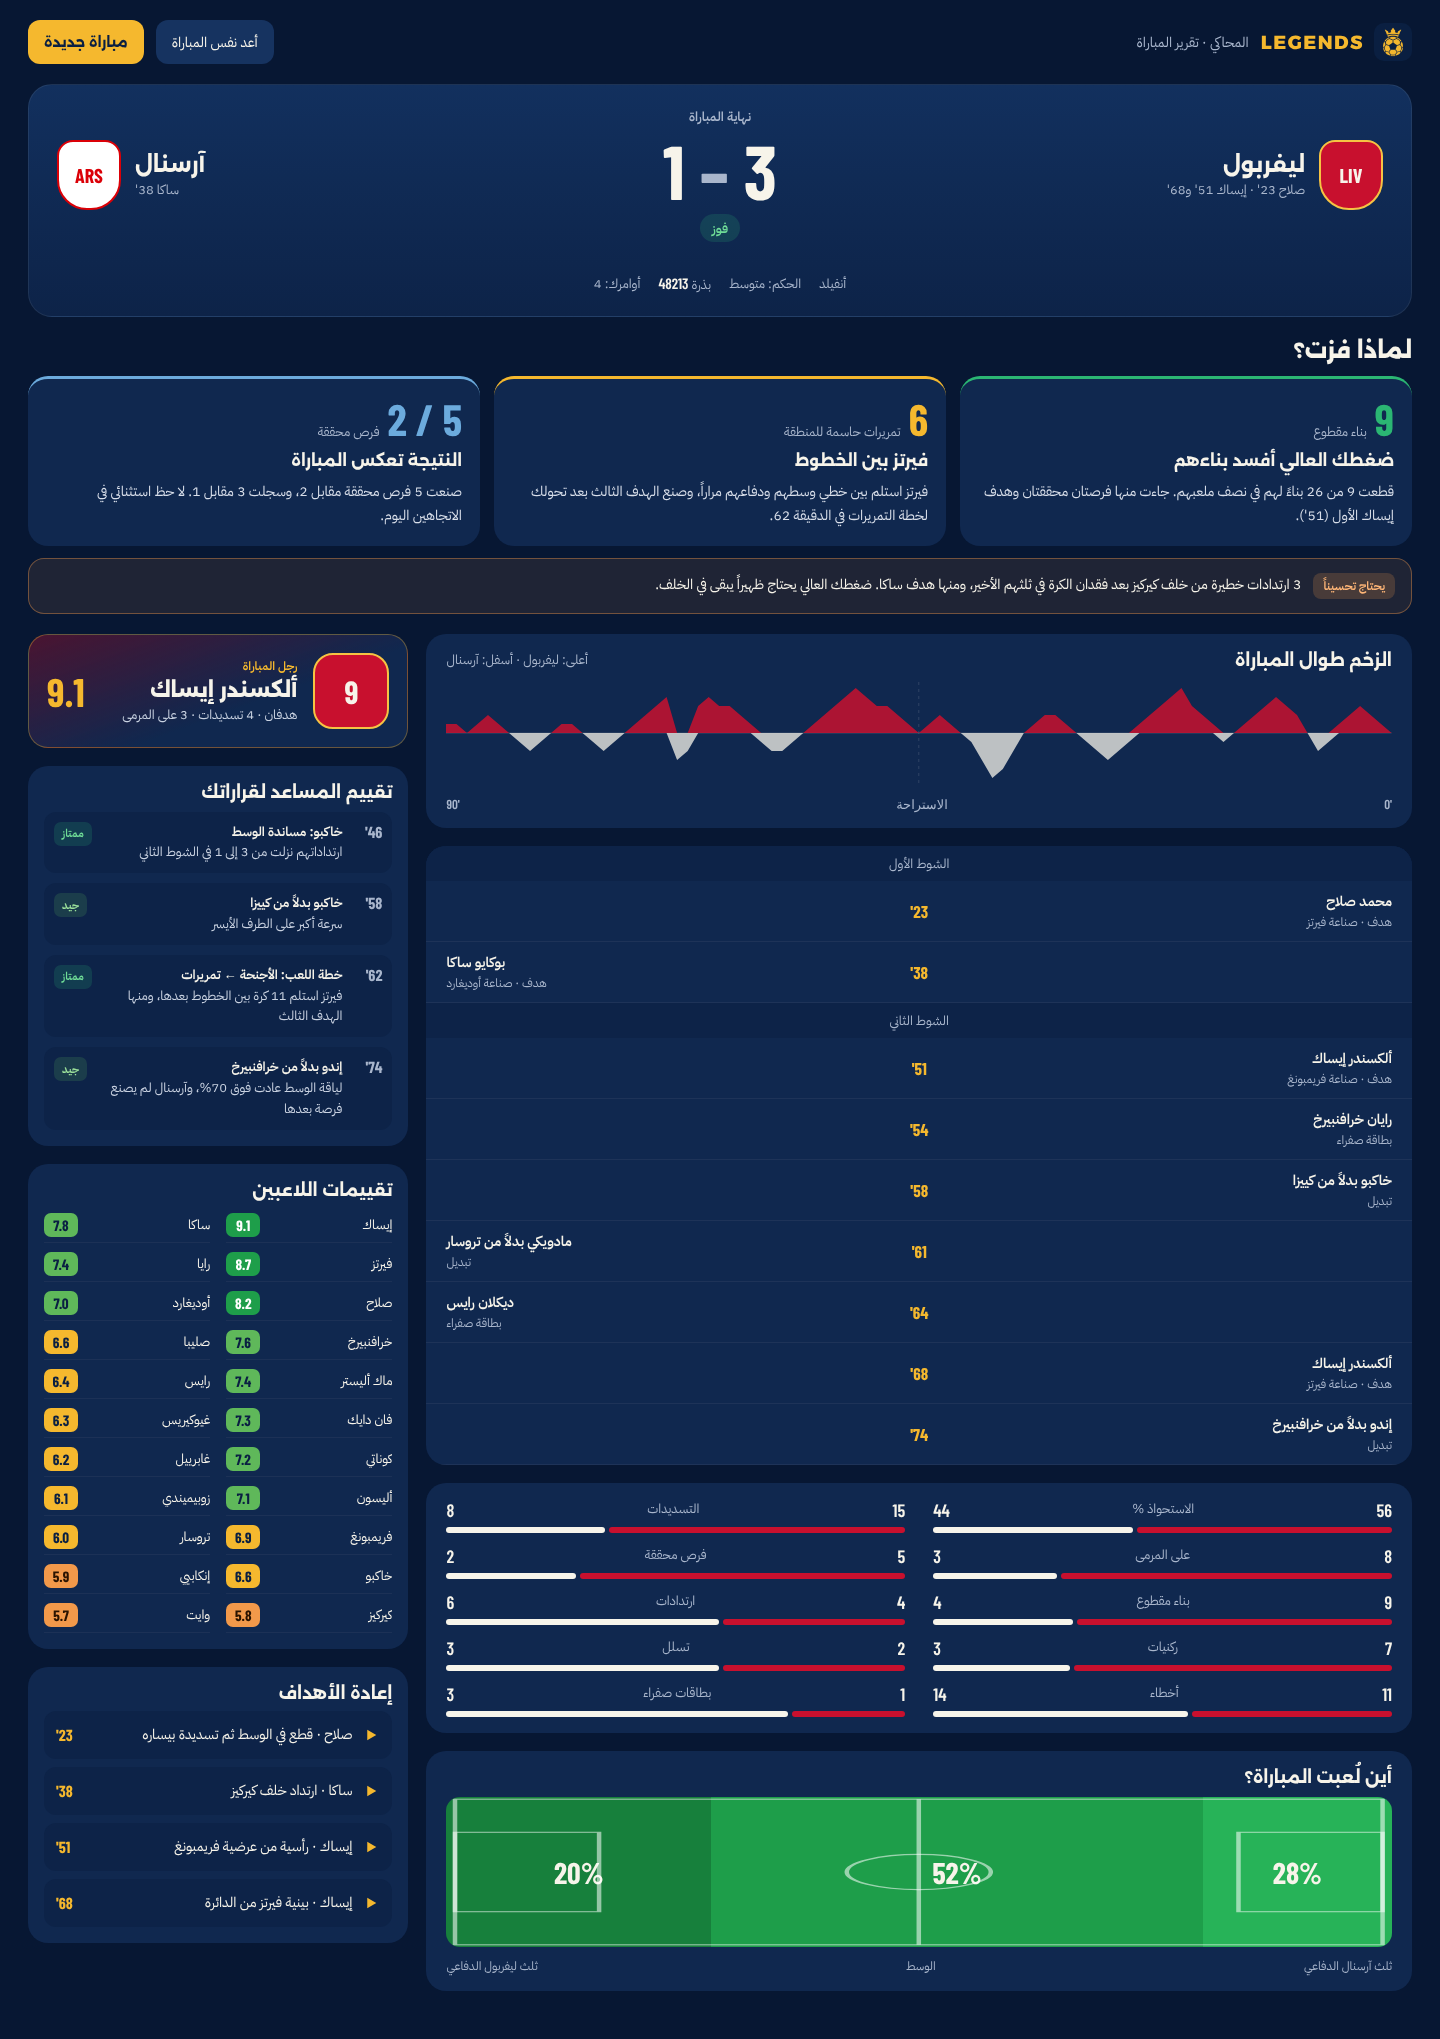 LEGENDS
المحاكي · تقرير المباراة
أعد نفس المباراة
مباراة جديدة
نهاية المباراة
LIV
ليفربول
صلاح 23' · إيساك 51' و68'
3 – 1
فوز
آرسنال
ساكا 38'
ARS
أنفيلد
الحكم: متوسط
بذرة 48213
أوامرك: 4
لماذا فزت؟
9 بناء مقطوع
ضغطك العالي أفسد بناءهم
قطعت 9 من 26 بناءً لهم في نصف ملعبهم. جاءت منها فرصتان محققتان وهدف
إيساك الأول (51').
6 تمريرات حاسمة للمنطقة
فيرتز بين الخطوط
فيرتز استلم بين خطي وسطهم ودفاعهم مراراً، وصنع الهدف الثالث بعد تحولك
لخطة التمريرات في الدقيقة 62.
2 / 5 فرص محققة
النتيجة تعكس المباراة
صنعت 5 فرص محققة مقابل 2، وسجلت 3 مقابل 1. لا حظ استثنائي في
الاتجاهين اليوم.
يحتاج تحسيناً
3 ارتدادات خطيرة من خلف كيركيز بعد فقدان الكرة في ثلثهم الأخير، ومنها هدف ساكا. ضغطك العالي يحتاج ظهيراً يبقى في الخلف.
الزخم طوال المباراة
أعلى: ليفربول · أسفل: آرسنال
0'
الاستراحة
90'
الشوط الأول
محمد صلاح
هدف · صناعة فيرتز
'23
بوكايو ساكا
هدف · صناعة أوديغارد
'38
الشوط الثاني
ألكسندر إيساك
هدف · صناعة فريمبونغ
'51
رايان خرافنبيرخ
بطاقة صفراء
'54
خاكبو بدلاً من كييزا
تبديل
'58
مادويكي بدلاً من تروسار
تبديل
'61
ديكلان رايس
بطاقة صفراء
'64
ألكسندر إيساك
هدف · صناعة فيرتز
'68
إندو بدلاً من خرافنبيرخ
تبديل
'74
56 الاستحواذ % 44
15 التسديدات 8
8 على المرمى 3
5 فرص محققة 2
9 بناء مقطوع 4
4 ارتدادات 6
7 ركنيات 3
2 تسلل 3
11 أخطاء 14
1 بطاقات صفراء 3
أين لُعبت المباراة؟
28%
52%
20%
ثلث آرسنال الدفاعي
الوسط
ثلث ليفربول الدفاعي
9
رجل المباراة
ألكسندر إيساك
هدفان · 4 تسديدات · 3 على المرمى
9.1
تقييم المساعد لقراراتك
'46
خاكبو: مساندة الوسط
ارتداداتهم نزلت من 3 إلى 1 في الشوط الثاني
ممتاز
'58
خاكبو بدلاً من كييزا
سرعة أكبر على الطرف الأيسر
جيد
'62
خطة اللعب: الأجنحة ← تمريرات
فيرتز استلم 11 كرة بين الخطوط بعدها، ومنها
الهدف الثالث
ممتاز
'74
إندو بدلاً من خرافنبيرخ
لياقة الوسط عادت فوق 70%، وآرسنال لم يصنع
فرصة بعدها
جيد
تقييمات اللاعبين
إيساك 9.1
ساكا 7.8
فيرتز 8.7
رايا 7.4
صلاح 8.2
أوديغارد 7.0
خرافنبيرخ 7.6
صليبا 6.6
ماك أليستر 7.4
رايس 6.4
فان دايك 7.3
غيوكيريس 6.3
كوناتي 7.2
غابرييل 6.2
أليسون 7.1
زوبيميندي 6.1
فريمبونغ 6.9
تروسار 6.0
خاكبو 6.6
إنكابيي 5.9
كيركيز 5.8
وايت 5.7
إعادة الأهداف
صلاح · قطع في الوسط ثم تسديدة بيساره '23
ساكا · ارتداد خلف كيركيز '38
إيساك · رأسية من عرضية فريمبونغ '51
إيساك · بينية فيرتز من الدائرة '68